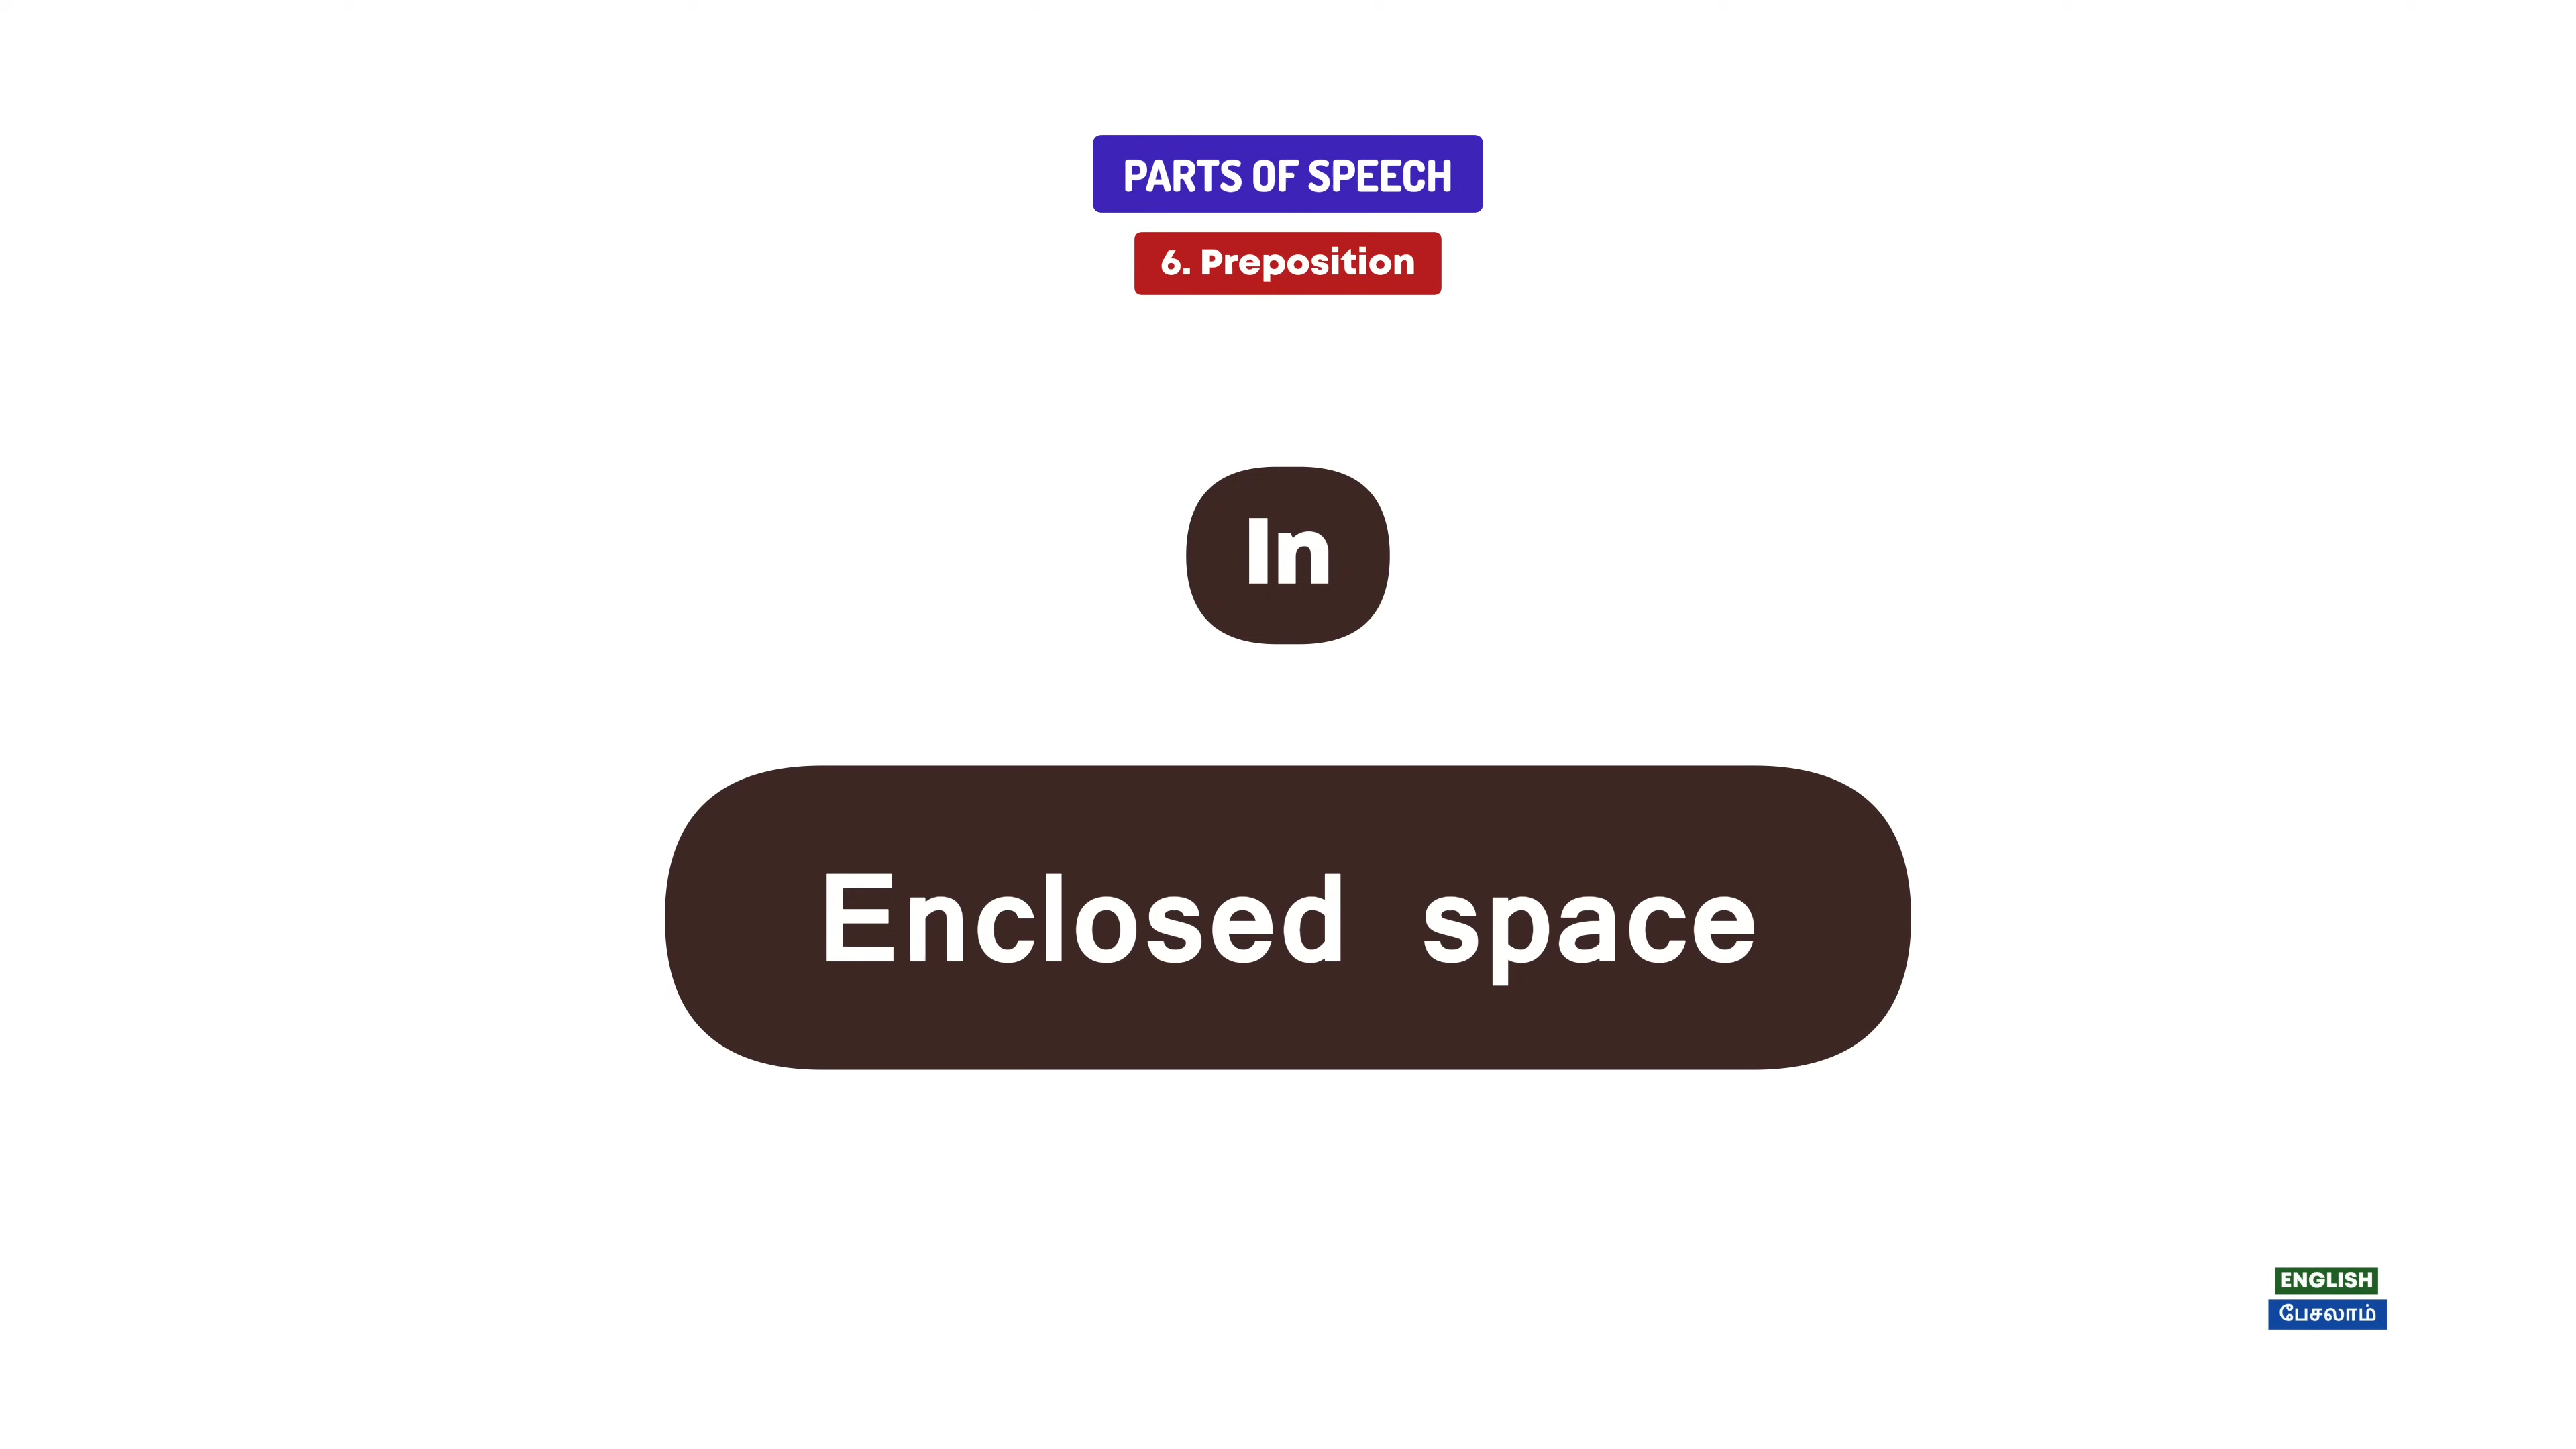 PARTS OF SPEECH
6. Preposition
In
Enclosed space
ENGLISH
பேசலாம்